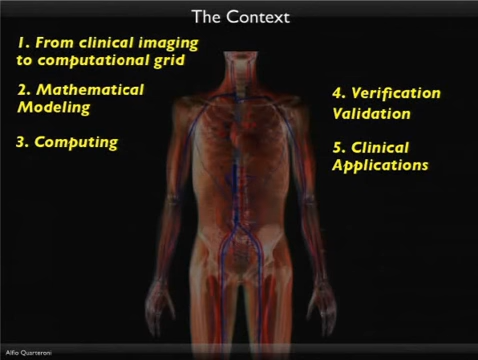 The Context
1. From clinical imaging
to computational grid
2. Mathematical
Modeling
3. Computing
4. Verification
Validation
5. Clinical
Applications
Alfio Quarteroni